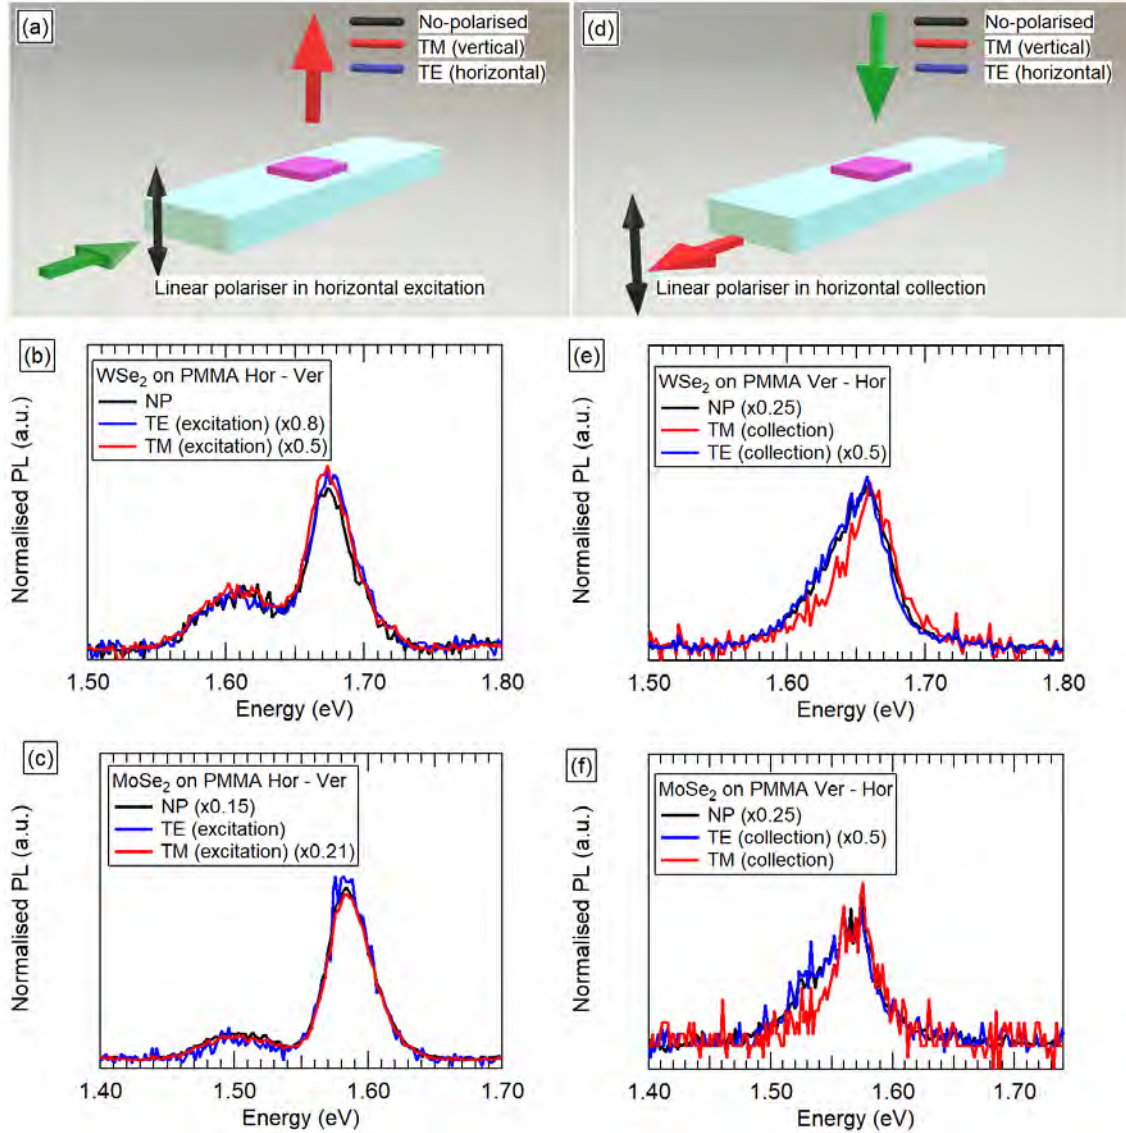 (a)
No-polarised
TM (vertical)
TE (horizontal)
Linear polariser in horizontal excitation
(d)
No-polarised
TM (vertical)
TE (horizontal)
Linear polariser in horizontal collection
(b)
WSe₂ on PMMA Hor - Ver
NP
TE (excitation) (x0.8)
TM (excitation) (x0.5)
Normalised PL (a.u.)
1.50 1.60 1.70 1.80
Energy (eV)
(e)
WSe₂ on PMMA Ver - Hor
NP (x0.25)
TM (collection)
TE (collection) (x0.5)
Normalised PL (a.u.)
1.50 1.60 1.70 1.80
Energy (eV)
(c)
MoSe₂ on PMMA Hor - Ver
NP (x0.15)
TE (excitation)
TM (excitation) (x0.21)
Normalised PL (a.u.)
1.40 1.50 1.60 1.70
Energy (eV)
(f)
MoSe₂ on PMMA Ver - Hor
NP (x0.25)
TE (collection) (x0.5)
TM (collection)
Normalised PL (a.u.)
1.40 1.50 1.60 1.70
Energy (eV)